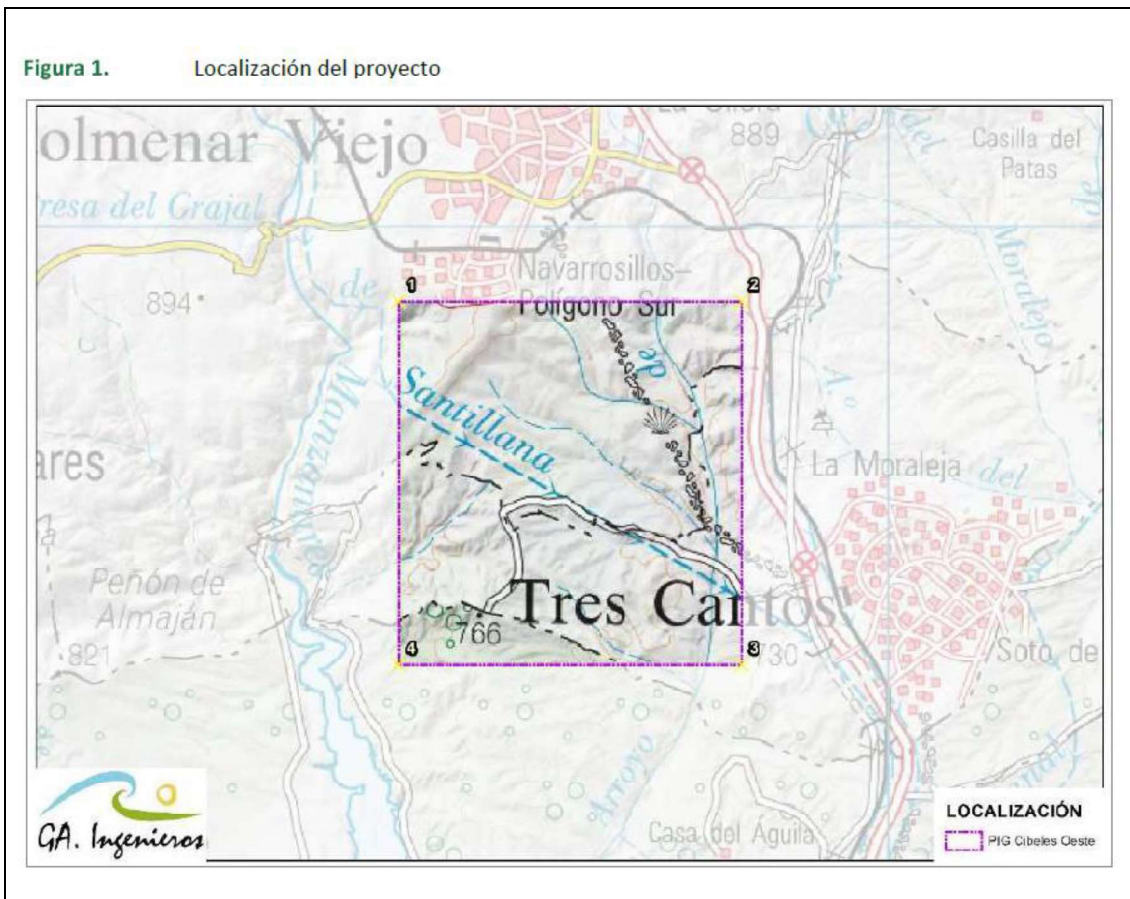 Figura 1. Localización del proyecto
olmenar Viejo
889
Casilla del
Patas
del
resa del Grajal
Navarrosillos-
Polígono Sur
1
2
894
de
de
Moralejo
Manzanares
Santillana
ares
A.º
La Moraleja
del
Peñón de
Almaján
821
Tres Cantos
766
4
3
730
Soto de
Arroyo
Casa del Águila
GA. Ingenieros
LOCALIZACIÓN
PIG Cibeles Oeste